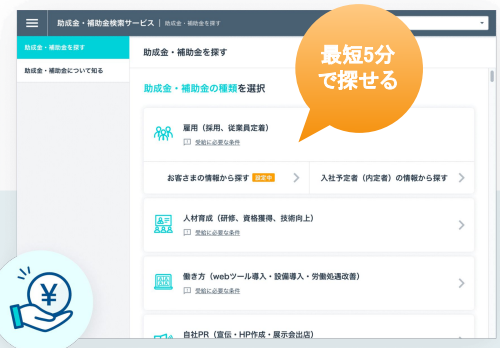 助成金・補助金検索サービス | 助成金・補助金を探す
助成金・補助金を探す
助成金・補助金について知る
助成金・補助金を探す
最短5分
で探せる
助成金・補助金の種類を選択
雇用（採用、従業員定着）
受給に必要な条件
お客さまの情報から探す 設定中
入社予定者（内定者）の情報から探す
人材育成（研修、資格獲得、技術向上）
受給に必要な条件
働き方（webツール導入・設備導入・労働処遇改善）
受給に必要な条件
自社PR（宣伝・HP作成・展示会出店）
¥